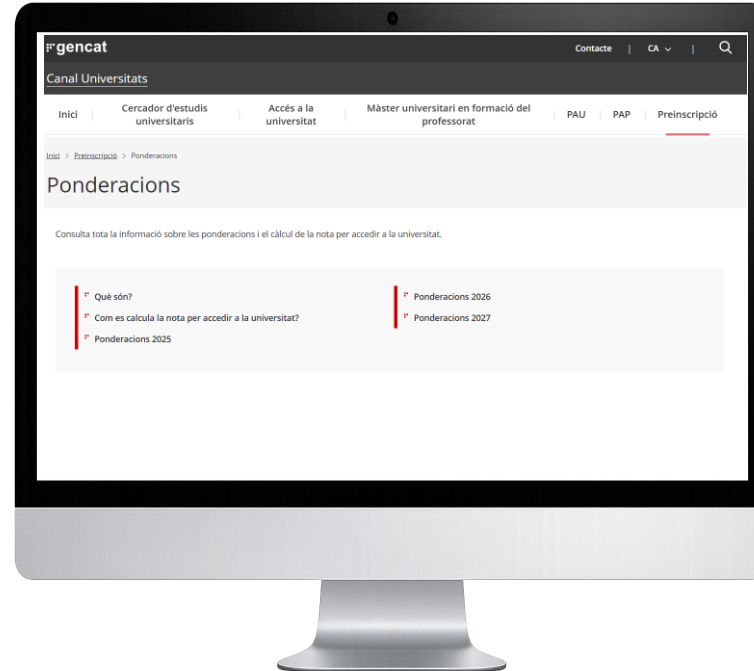 gencat
Contacte | CA |
Canal Universitats
Inici
Cercador d'estudis
universitaris
Accés a la
universitat
Màster universitari en formació del
professorat
PAU
PAP
Preinscripció
Inici > Preinscripció > Ponderacions
Ponderacions
Consulta tota la informació sobre les ponderacions i el càlcul de la nota per accedir a la universitat.
Què són?
Com es calcula la nota per accedir a la universitat?
Ponderacions 2025
Ponderacions 2026
Ponderacions 2027